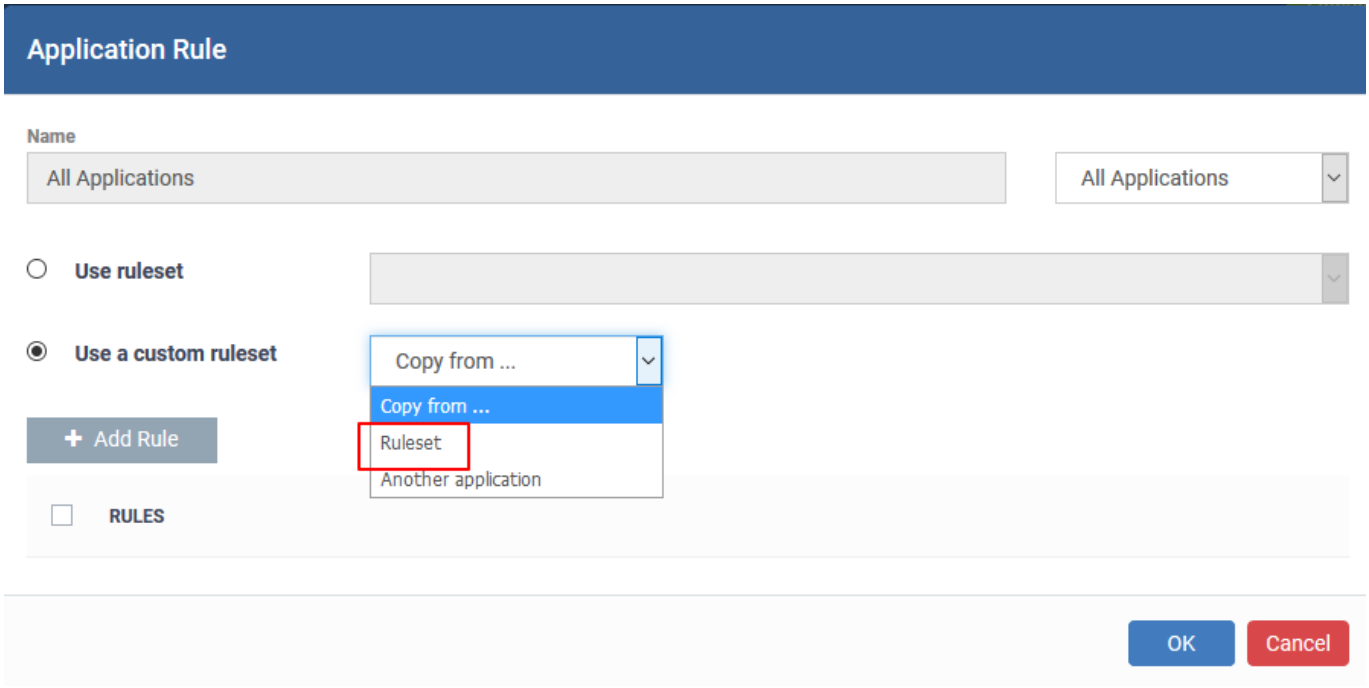 Application Rule
Name
All Applications
All Applications
Use ruleset
Use a custom ruleset
Copy from ...
Copy from ...
Ruleset
Another application
+ Add Rule
RULES
OK
Cancel